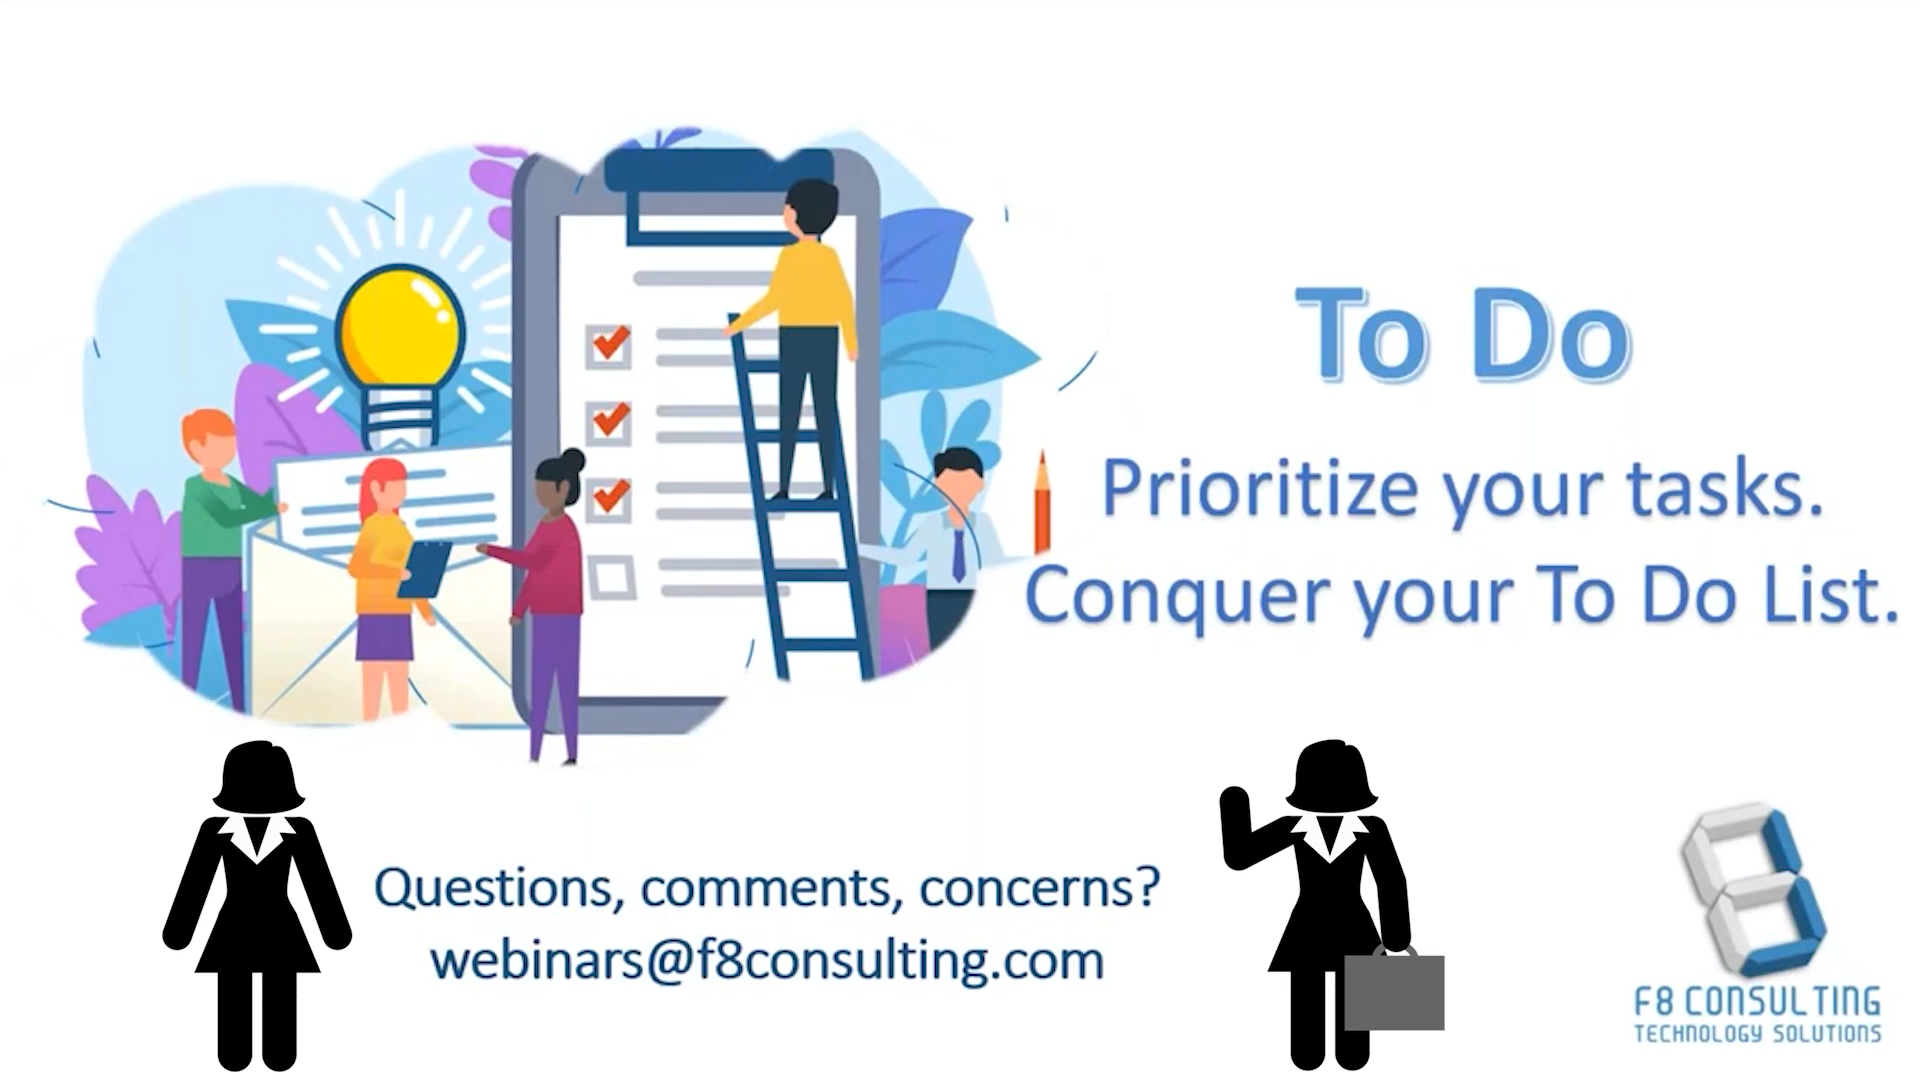 To Do
Prioritize your tasks.
Conquer your To Do List.
Questions, comments, concerns?
webinars@f8consulting.com
F8 CONSULTING
TECHNOLOGY SOLUTIONS